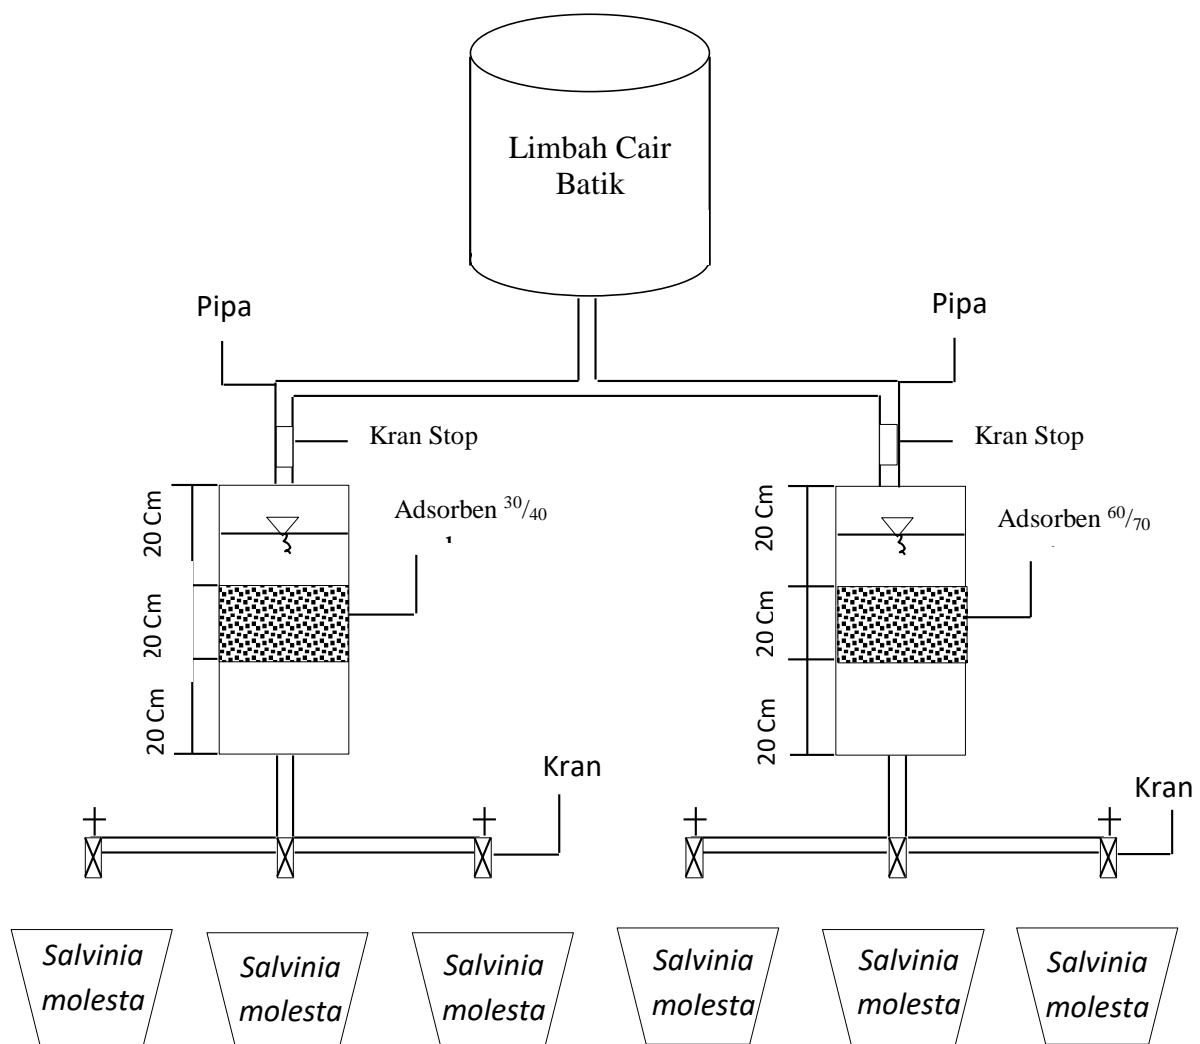 Limbah Cair
Batik
Pipa
Pipa
Kran Stop
Kran Stop
20 Cm
Adsorben 30/40
20 Cm
Adsorben 60/70
20 Cm
20 Cm
20 Cm
20 Cm
Kran
Kran
Salvinia
molesta
Salvinia
molesta
Salvinia
molesta
Salvinia
molesta
Salvinia
molesta
Salvinia
molesta